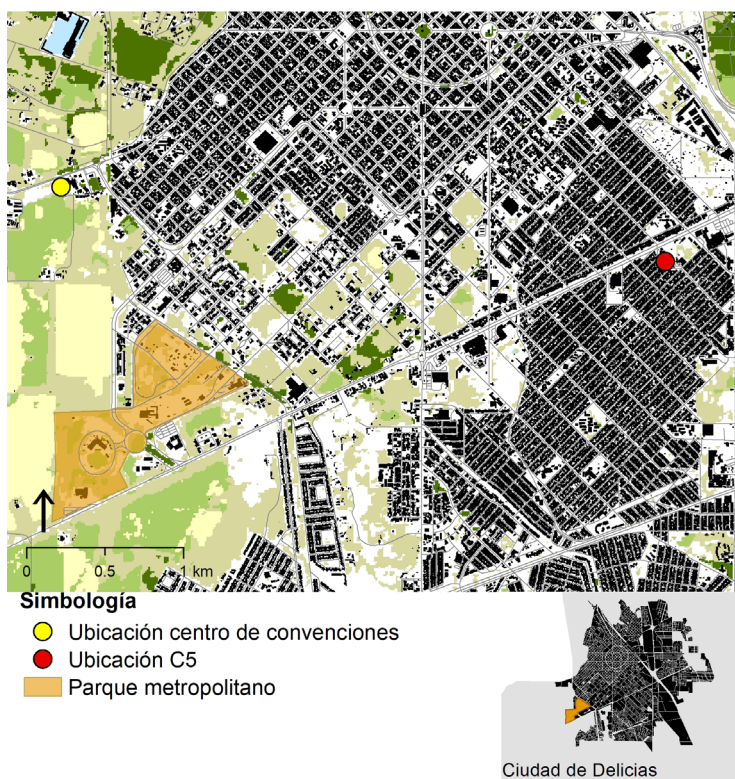 0 0.5 1 km
Simbología
Ubicación centro de convenciones
Ubicación C5
Parque metropolitano
Ciudad de Delicias